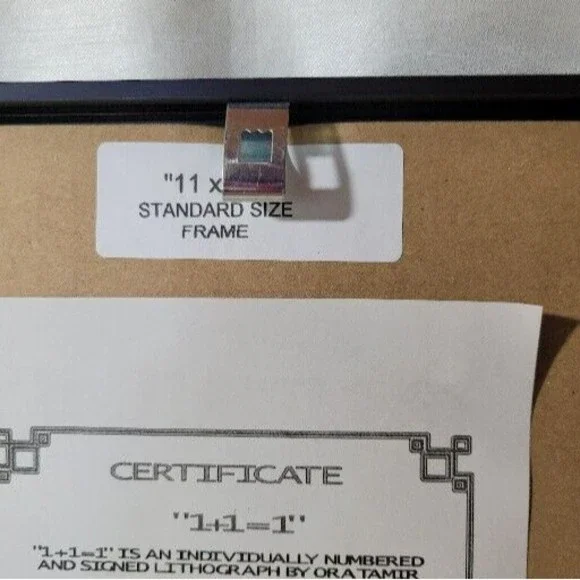 "11 x
STANDARD SIZE
FRAME
CERTIFICATE
"1+1=1"
"1+1=1" IS AN INDIVIDUALLY NUMBERED
AND SIGNED LITHOGRAPH BY ORA TAMIR